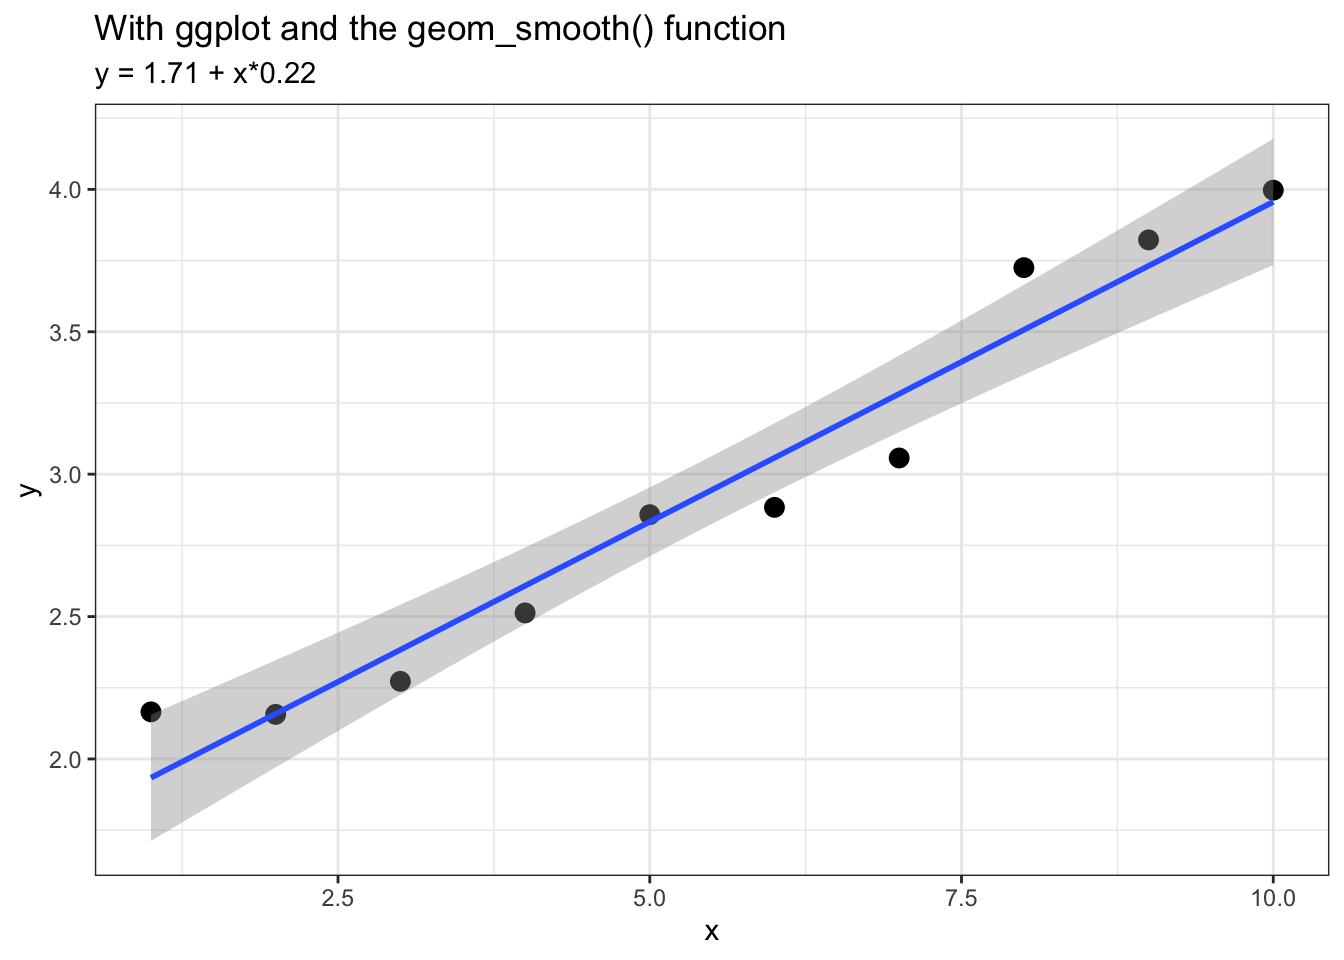 With ggplot and the geom_smooth() function
y = 1.71 + x*0.22
4.0
3.5
3.0
y
2.5
2.0
2.5 5.0 7.5 10.0
x